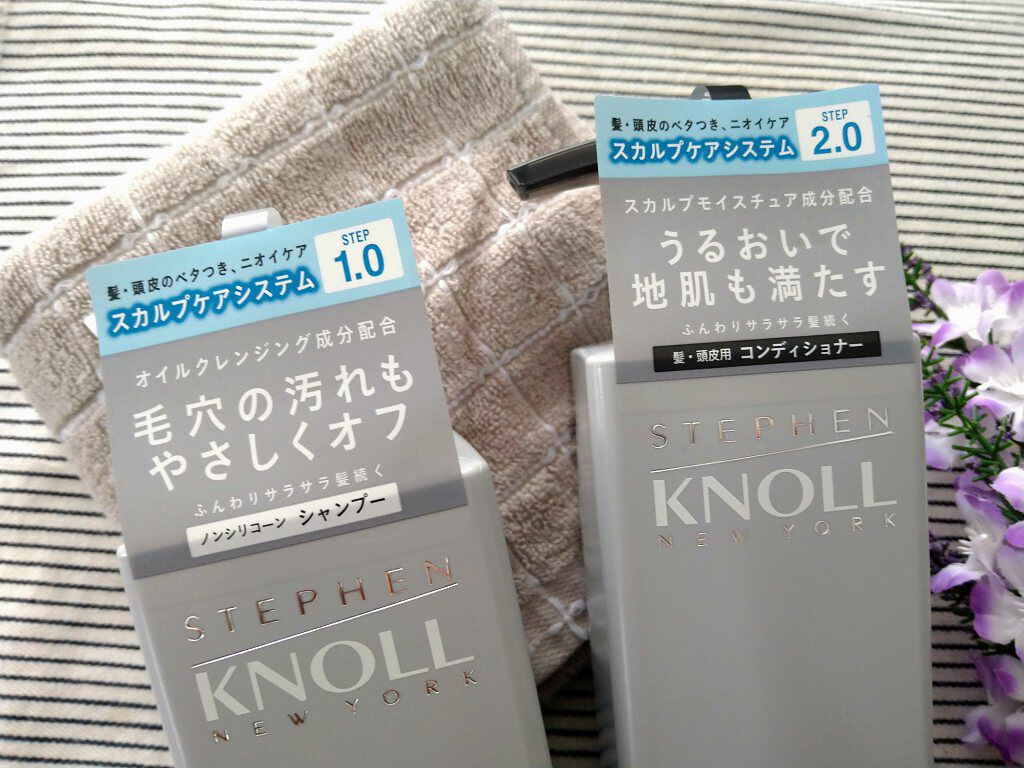 髪・頭皮のベタつき、ニオイケア
スカルプケアシステム
STEP
1.0
オイルクレンジング成分配合
毛穴の汚れも
やさしくオフ
ふんわりサラサラ髪続く
ノンシリコーン シャンプー
STEPHEN
KNOLL
NEW YORK
髪・頭皮のベタつき、ニオイケア
スカルプケアシステム
STEP
2.0
スカルプモイスチュア成分配合
うるおいで
地肌も満たす
ふんわりサラサラ髪続く
髪・頭皮用 コンディショナー
STEPHEN
KNOLL
NEW YORK